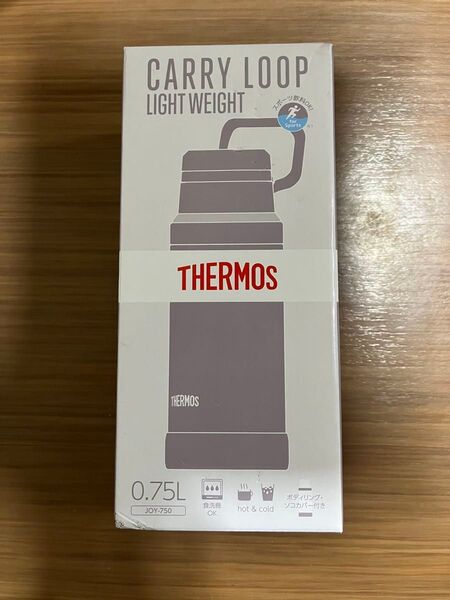 CARRY LOOP
LIGHT WEIGHT
スポーツ飲料OK!
for
Sports
THERMOS
THERMOS
0.75L
JOY-750
食洗機
OK
hot & cold
ボディリング・
ソコカバー付き